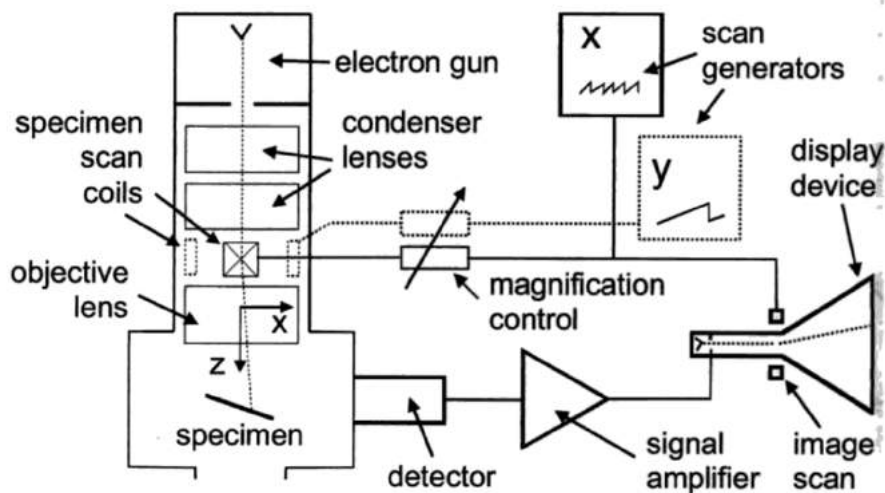 electron gun
specimen
scan
coils
condenser
lenses
objective
lens
x
z
specimen
detector
x
scan
generators
y
display
device
magnification
control
signal
amplifier
image
scan